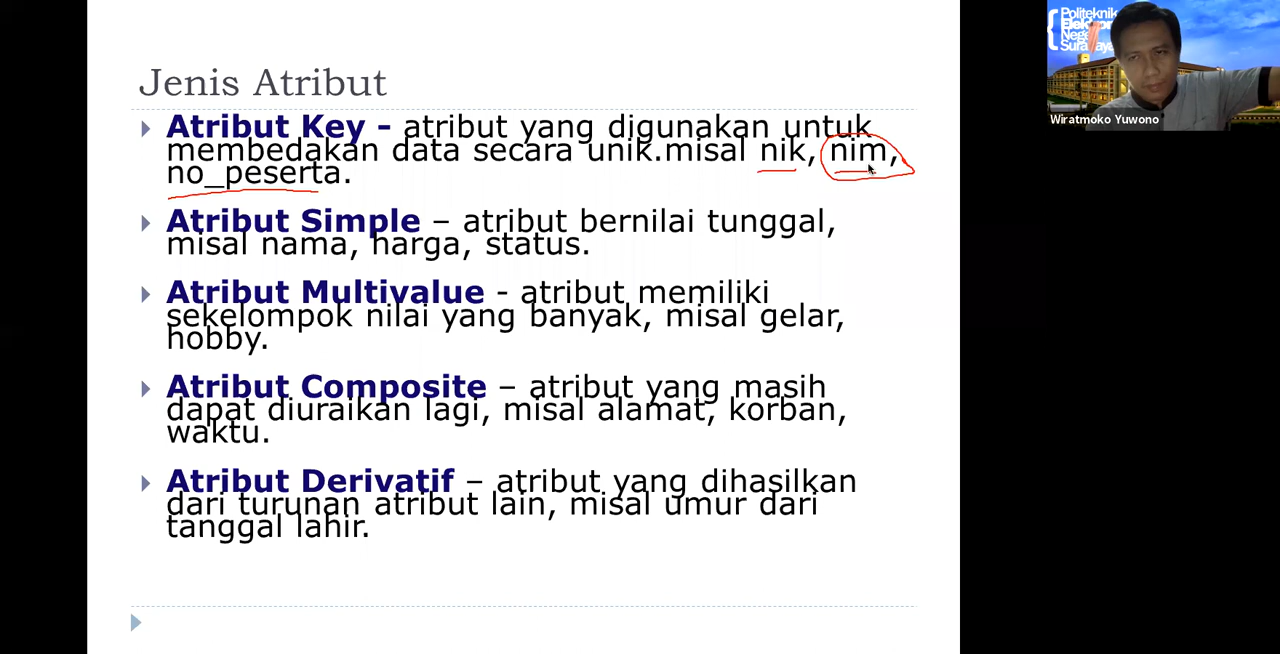 Jenis Atribut
Atribut Key - atribut yang digunakan untuk
membedakan data secara unik.misal nik, nim,
no_peserta.
Atribut Simple – atribut bernilai tunggal,
misal nama, harga, status.
Atribut Multivalue - atribut memiliki
sekelompok nilai yang banyak, misal gelar,
hobby.
Atribut Composite – atribut yang masih
dapat diuraikan lagi, misal alamat, korban,
waktu.
Atribut Derivatif – atribut yang dihasilkan
dari turunan atribut lain, misal umur dari
tanggal lahir.
Politeknik
Wiratmoko Yuwono